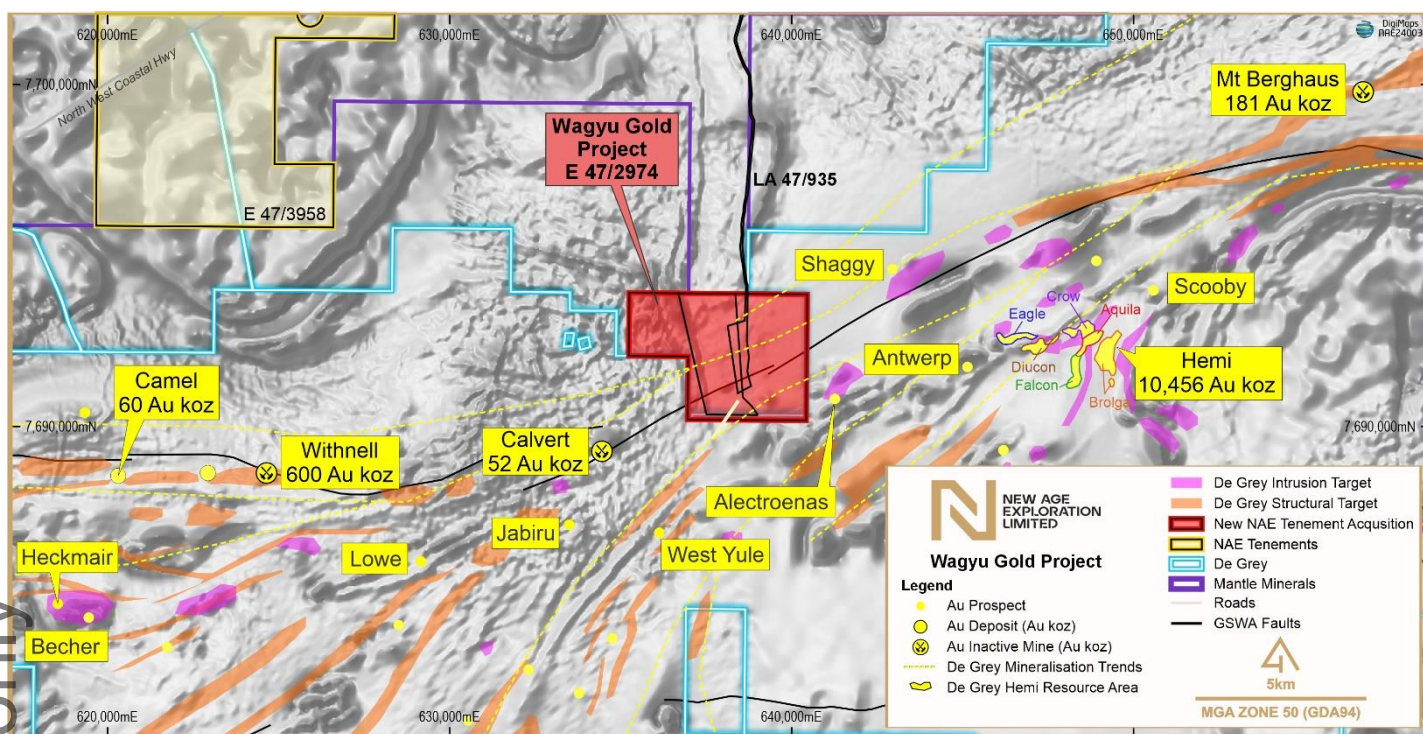 620,000mE
630,000mE
640,000mE
660,000mE
DigiMaps
NAE24003
North West Coastal Hwy
7,700,000mN
Mt Berghaus
181 Au koz
Wagyu Gold
Project
E 47/2974
LA 47/935
E 47/3958
Shaggy
Scooby
Crow
Eagle
Aquila
Antwerp
Diucon
Falcon
Brolga
Hemi
10,456 Au koz
Camel
60 Au koz
7,690,000mN
7,690,000mN
Withnell
600 Au koz
Calvert
52 Au koz
Alectroenas
Jabiru
West Yule
Lowe
Heckmair
Becher
NEW AGE
EXPLORATION
LIMITED
Wagyu Gold Project
Legend
Au Prospect
Au Deposit (Au koz)
Au Inactive Mine (Au koz)
De Grey Mineralisation Trends
De Grey Hemi Resource Area
De Grey Intrusion Target
De Grey Structural Target
New NAE Tenement Acqusition
NAE Tenements
De Grey
Mantle Minerals
Roads
GSWA Faults
5km
MGA ZONE 50 (GDA94)
620,000mE
630,000mE
640,000mE